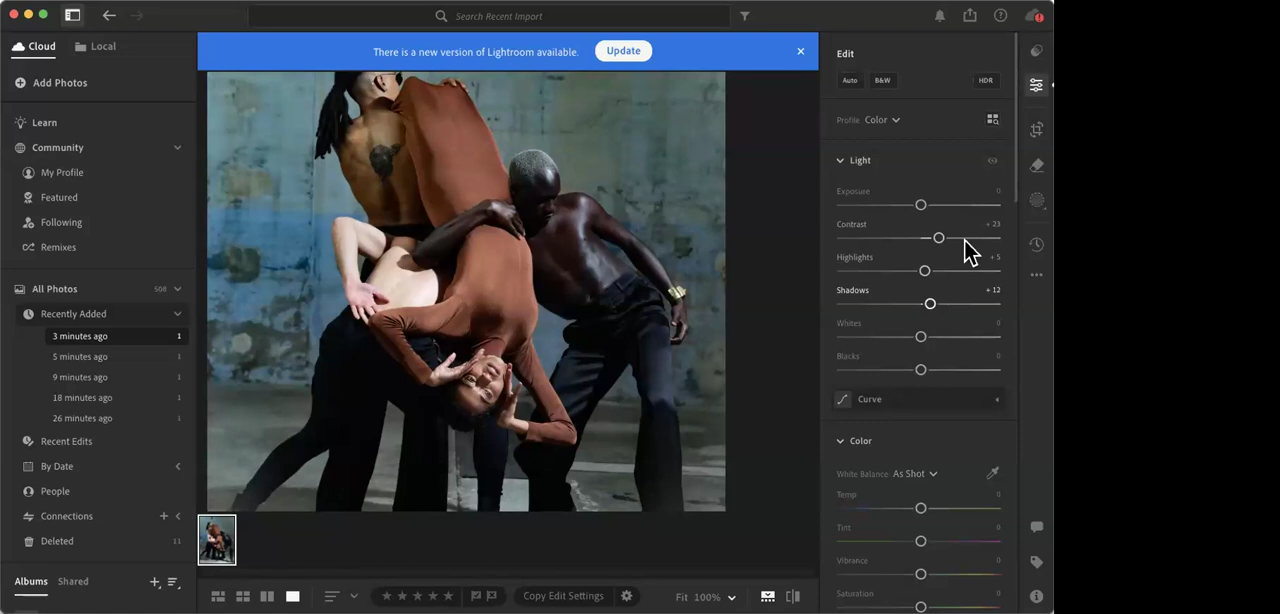 Search Recent Import
Cloud
Local
There is a new version of Lightroom available.
Update
Edit
Add Photos
Auto
B&W
HDR
Learn
Profile
Color
Community
Light
My Profile
Exposure
0
Featured
Contrast
+ 23
Following
Remixes
Highlights
+ 5
All Photos
508
Shadows
+ 12
Recently Added
3 minutes ago
1
Whites
0
5 minutes ago
1
Blacks
0
9 minutes ago
1
18 minutes ago
1
Curve
26 minutes ago
1
Recent Edits
Color
By Date
White Balance:
As Shot
People
Temp
0
Connections
Tint
0
Deleted
11
Vibrance
0
Albums
Shared
Copy Edit Settings
Fit
100%
Saturation
0